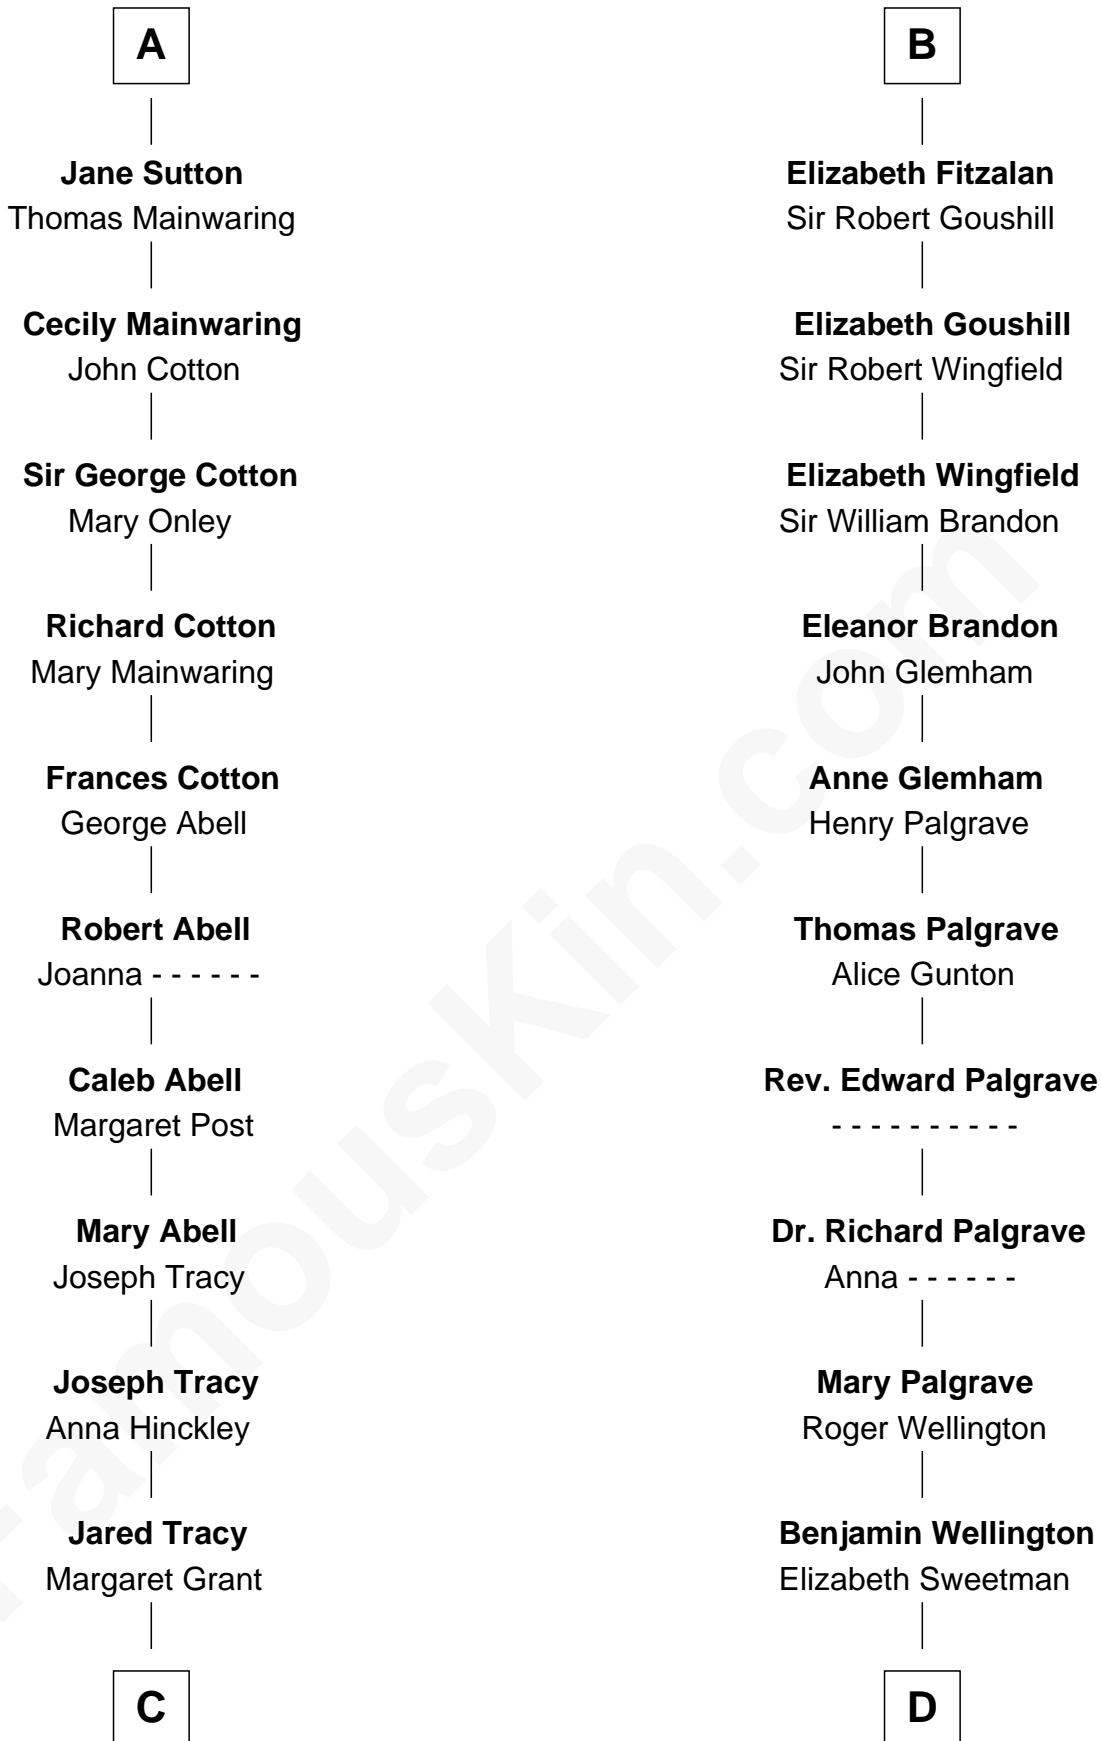 A
Jane Sutton
Thomas Mainwaring
Cecily Mainwaring
John Cotton
Sir George Cotton
Mary Onley
Richard Cotton
Mary Mainwaring
Frances Cotton
George Abell
Robert Abell
Joanna - - - - - -
Caleb Abell
Margaret Post
Mary Abell
Joseph Tracy
Joseph Tracy
Anna Hinckley
Jared Tracy
Margaret Grant
C
B
Elizabeth Fitzalan
Sir Robert Goushill
Elizabeth Goushill
Sir Robert Wingfield
Elizabeth Wingfield
Sir William Brandon
Eleanor Brandon
John Glemham
Anne Glemham
Henry Palgrave
Thomas Palgrave
Alice Gunton
Rev. Edward Palgrave
- - - - - - - - - -
Dr. Richard Palgrave
Anna - - - - - -
Mary Palgrave
Roger Wellington
Benjamin Wellington
Elizabeth Sweetman
D
FamousKin.com